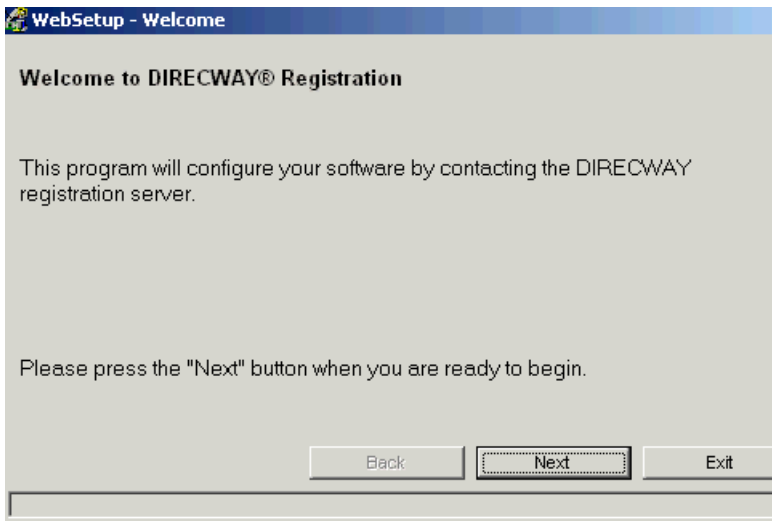 WebSetup - Welcome
Welcome to DIRECWAY® Registration
This program will configure your software by contacting the DIRECWAY
registration server.
Please press the "Next" button when you are ready to begin.
Back Next Exit